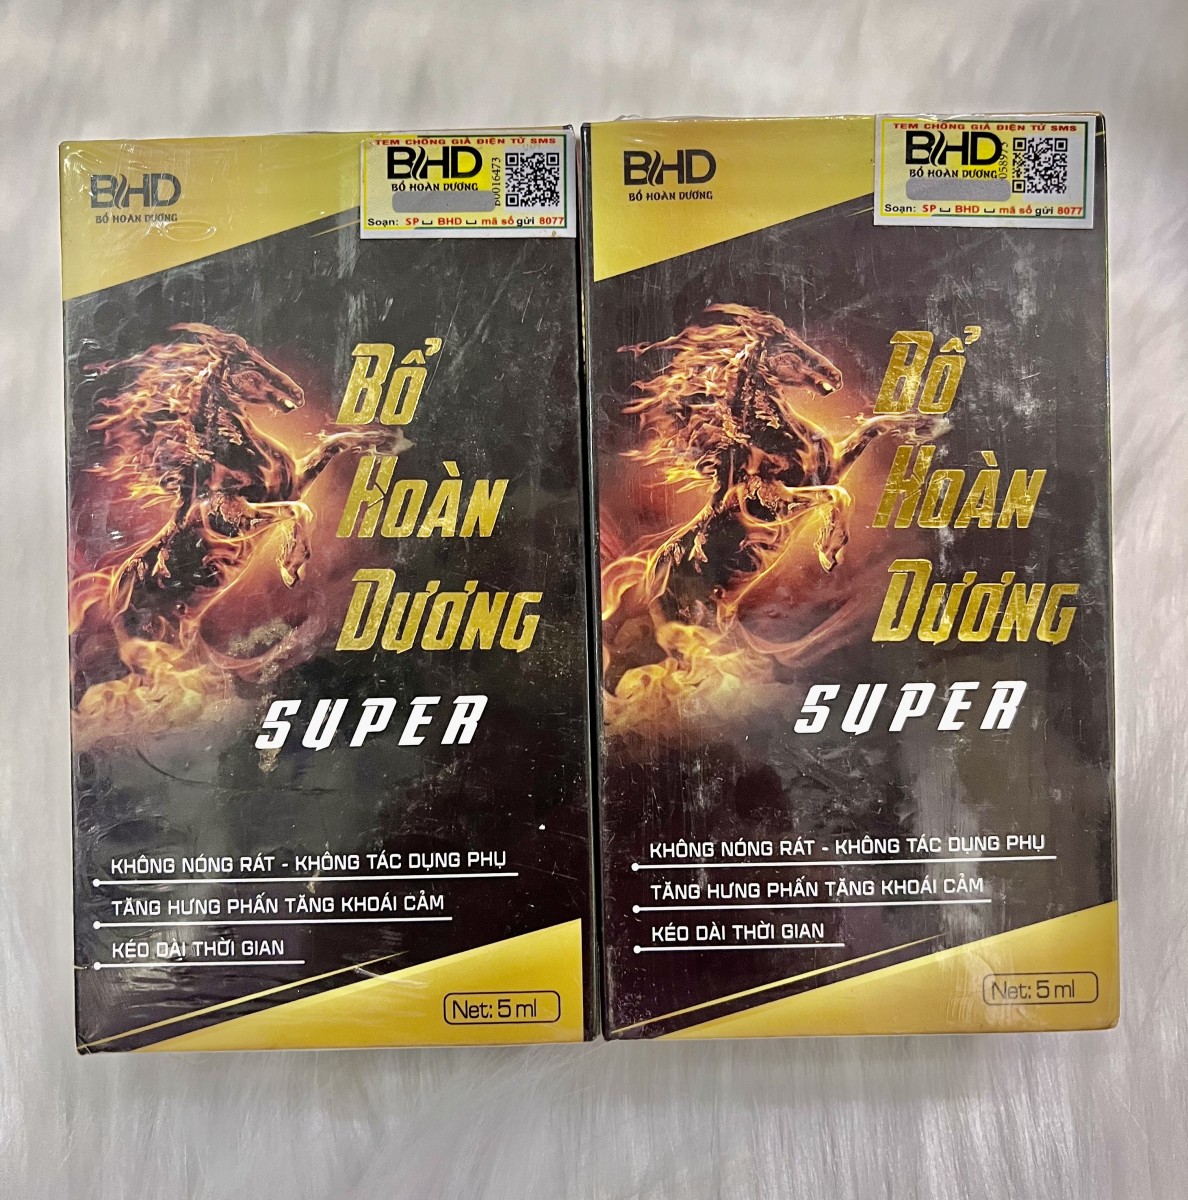 BHD
BỔ HOÀN DƯƠNG
TEM CHỐNG GIẢ ĐIỆN TỬ SMS
BHD
BỔ HOÀN DƯƠNG
B0016473
Soạn: SP ⎵ BHD ⎵ mã số gửi 8077
BỔ
HOÀN
DƯƠNG
SUPER
KHÔNG NÓNG RÁT - KHÔNG TÁC DỤNG PHỤ
TĂNG HƯNG PHẤN TĂNG KHOÁI CẢM
KÉO DÀI THỜI GIAN
Net: 5 ml
BHD
BỔ HOÀN DƯƠNG
TEM CHỐNG GIẢ ĐIỆN TỬ SMS
BHD
BỔ HOÀN DƯƠNG
Soạn: SP ⎵ BHD ⎵ mã số gửi 8077
BỔ
HOÀN
DƯƠNG
SUPER
KHÔNG NÓNG RÁT - KHÔNG TÁC DỤNG PHỤ
TĂNG HƯNG PHẤN TĂNG KHOÁI CẢM
KÉO DÀI THỜI GIAN
Net: 5 ml